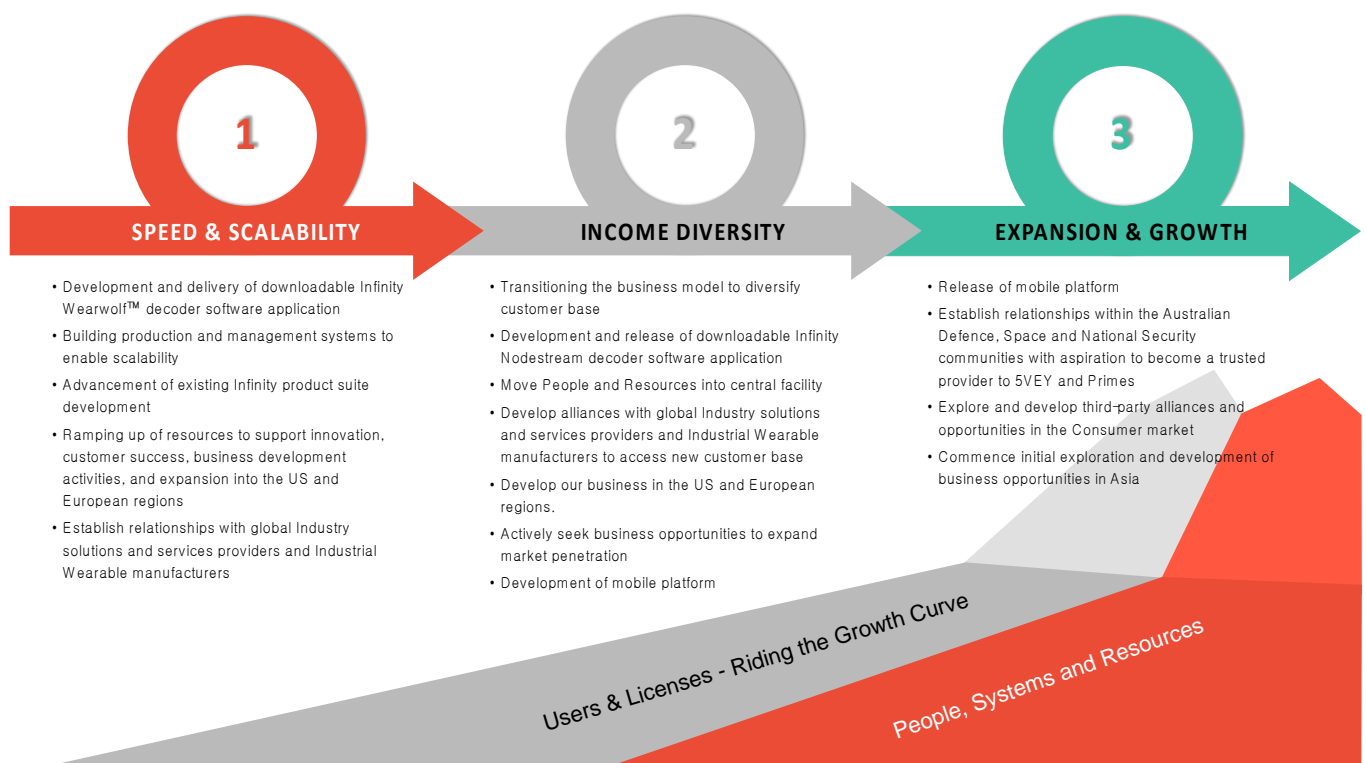 1
SPEED & SCALABILITY
• Development and delivery of downloadable Infinity
Wearwolf™ decoder software application
• Building production and management systems to
enable scalability
• Advancement of existing Infinity product suite
development
• Ramping up of resources to support innovation,
customer success, business development
activities, and expansion into the US and
European regions
• Establish relationships with global Industry
solutions and services providers and Industrial
Wearable manufacturers
2
INCOME DIVERSITY
• Transitioning the business model to diversify
customer base
• Development and release of downloadable Infinity
Nodestream decoder software application
• Move People and Resources into central facility
• Develop alliances with global Industry solutions
and services providers and Industrial Wearable
manufacturers to access new customer base
• Develop our business in the US and European
regions.
• Actively seek business opportunities to expand
market penetration
• Development of mobile platform
3
EXPANSION & GROWTH
• Release of mobile platform
• Establish relationships within the Australian
Defence, Space and National Security
communities with aspiration to become a trusted
provider to 5VEY and Primes
• Explore and develop third-party alliances and
opportunities in the Consumer market
• Commence initial exploration and development of
business opportunities in Asia
Users & Licenses - Riding the Growth Curve
People, Systems and Resources